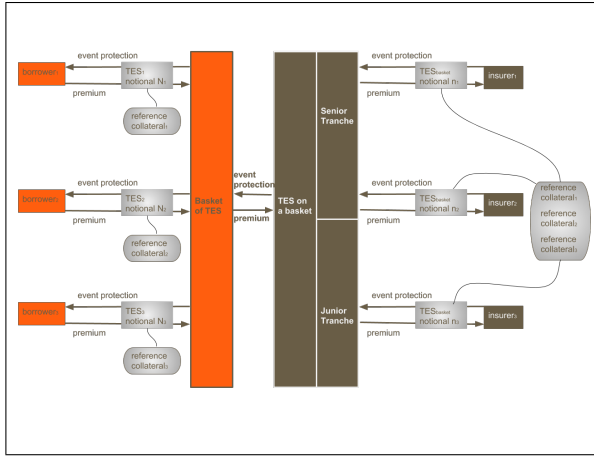 event protection
borrower₁
TES₁
notional N₁
premium
reference
collateral₁
event protection
borrower₂
TES₂
notional N₂
premium
reference
collateral₂
event protection
borrower₃
TES₃
notional N₃
premium
reference
collateral₃
Basket
of TES
event
protection
premium
TES on
a basket
Senior
Tranche
Junior
Tranche
event protection
TESbasket
notional n₁
insurer₁
premium
event protection
TESbasket
notional n₂
insurer₂
premium
event protection
TESbasket
notional n₃
insurer₃
premium
reference
collateral₁
reference
collateral₂
reference
collateral₃